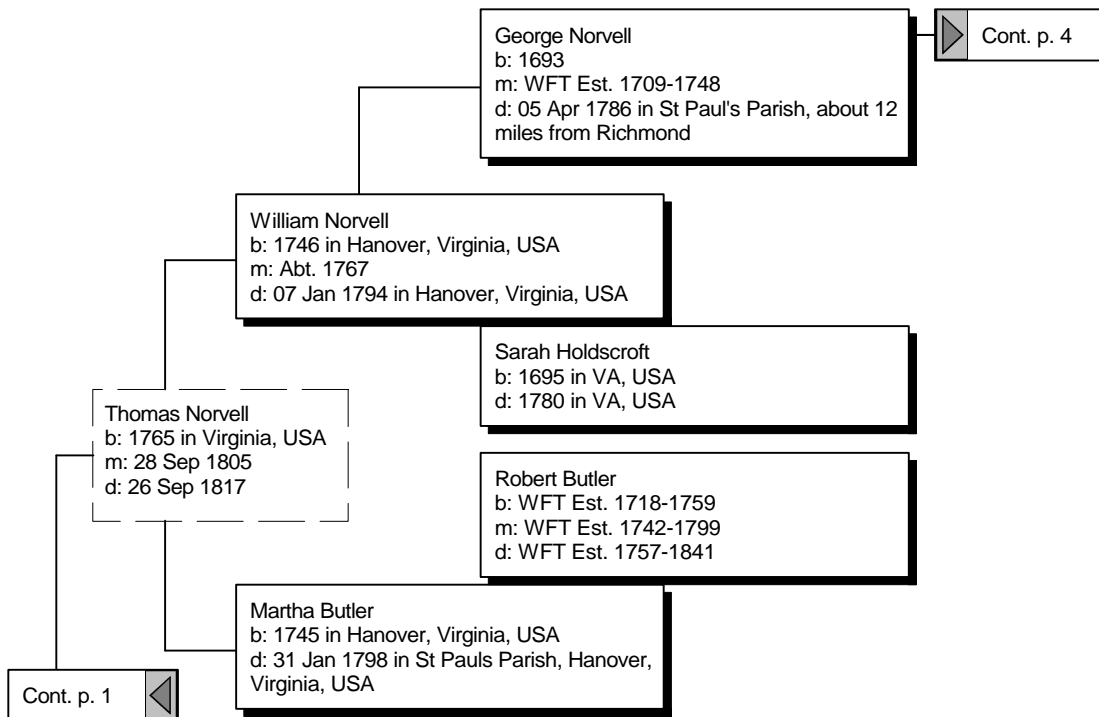 George Norvell
b: 1693
m: WFT Est. 1709-1748
d: 05 Apr 1786 in St Paul's Parish, about 12
miles from Richmond
Cont. p. 4
William Norvell
b: 1746 in Hanover, Virginia, USA
m: Abt. 1767
d: 07 Jan 1794 in Hanover, Virginia, USA
Sarah Holdscroft
b: 1695 in VA, USA
d: 1780 in VA, USA
Thomas Norvell
b: 1765 in Virginia, USA
m: 28 Sep 1805
d: 26 Sep 1817
Robert Butler
b: WFT Est. 1718-1759
m: WFT Est. 1742-1799
d: WFT Est. 1757-1841
Martha Butler
b: 1745 in Hanover, Virginia, USA
d: 31 Jan 1798 in St Pauls Parish, Hanover,
Virginia, USA
Cont. p. 1